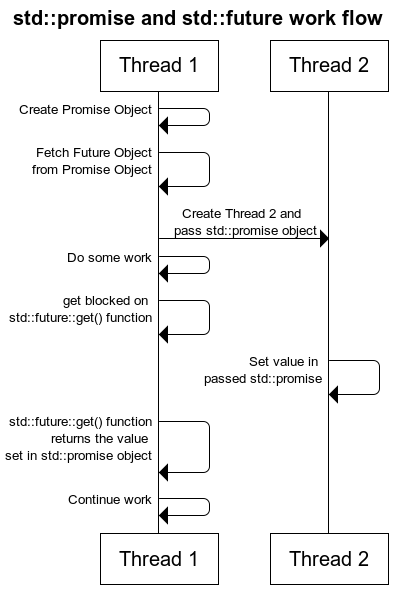 std::promise and std::future work flow
Thread 1
Thread 2
Create Promise Object
Fetch Future Object
from Promise Object
Create Thread 2 and
pass std::promise object
Do some work
get blocked on
std::future::get() function
Set value in
passed std::promise
std::future::get() function
returns the value
set in std::promise object
Continue work
Thread 1
Thread 2